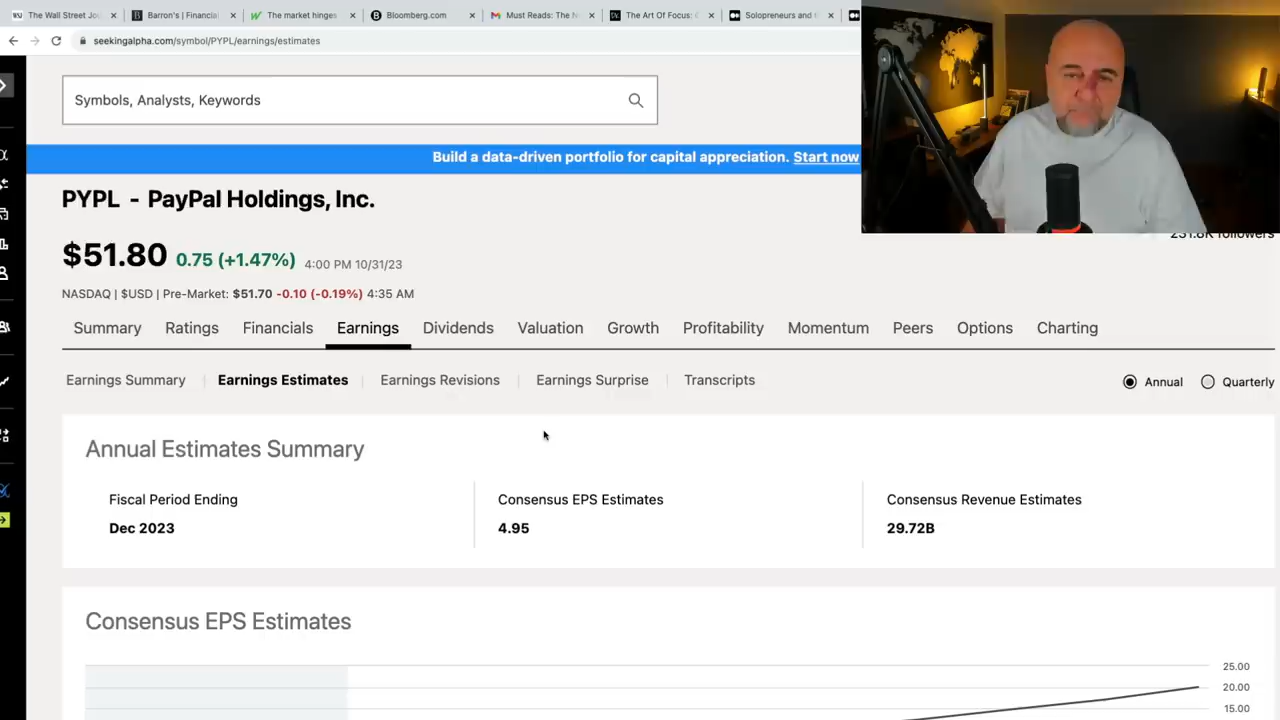 The Wall Street Jou
Barron's | Financial
The market hinges
Bloomberg.com
Must Reads: The N
The Art Of Focus: C
Solopreneurs and t
seekingalpha.com/symbol/PYPL/earnings/estimates
Symbols, Analysts, Keywords
Build a data-driven portfolio for capital appreciation. Start now
PYPL - PayPal Holdings, Inc.
$51.80 0.75 (+1.47%) 4:00 PM 10/31/23
231.8K followers
NASDAQ | $USD | Pre-Market: $51.70 -0.10 (-0.19%) 4:35 AM
Summary Ratings Financials Earnings Dividends Valuation Growth Profitability Momentum Peers Options Charting
Earnings Summary Earnings Estimates Earnings Revisions Earnings Surprise Transcripts Annual Quarterly
Annual Estimates Summary
Fiscal Period Ending Consensus EPS Estimates Consensus Revenue Estimates
Dec 2023 4.95 29.72B
Consensus EPS Estimates
25.00
20.00
15.00